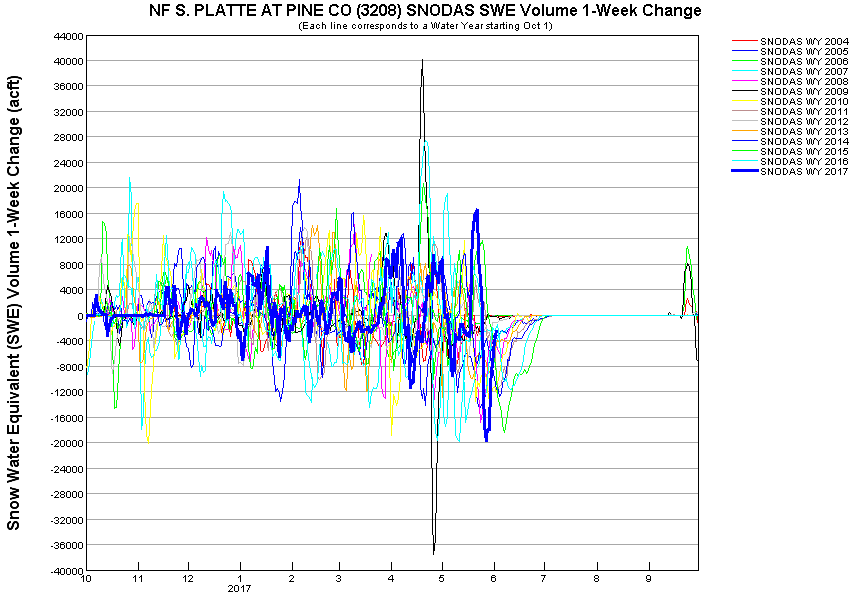 NF S. PLATTE AT PINE CO (3208) SNODAS SWE Volume 1-Week Change
(Each line corresponds to a Water Year starting Oct 1)
Snow Water Equivalent (SWE) Volume 1-Week Change (acft)
44000
40000
36000
32000
28000
24000
20000
16000
12000
8000
4000
0
-4000
-8000
-12000
-16000
-20000
-24000
-28000
-32000
-36000
-40000
10 11 12 1 2 3 4 5 6 7 8 9
2017
SNODAS WY 2004
SNODAS WY 2005
SNODAS WY 2006
SNODAS WY 2007
SNODAS WY 2008
SNODAS WY 2009
SNODAS WY 2010
SNODAS WY 2011
SNODAS WY 2012
SNODAS WY 2013
SNODAS WY 2014
SNODAS WY 2015
SNODAS WY 2016
SNODAS WY 2017